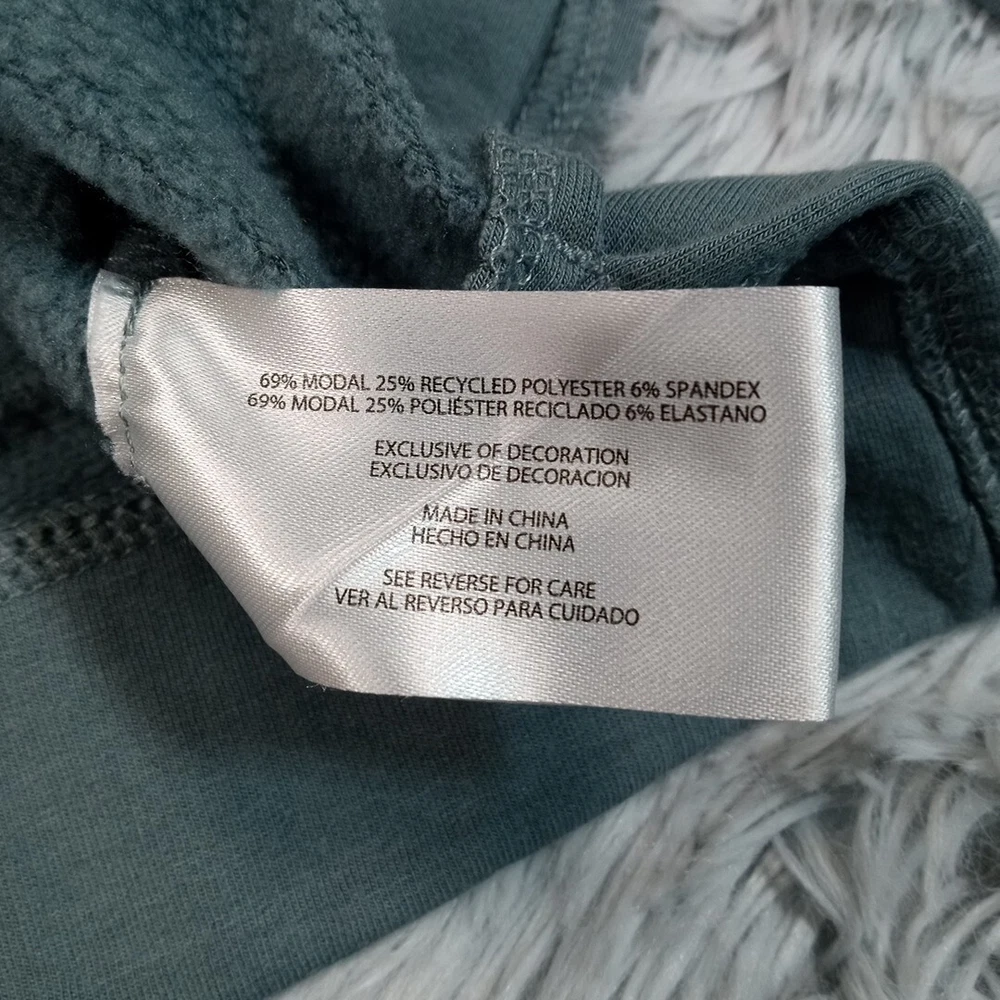 69% MODAL 25% RECYCLED POLYESTER 6% SPANDEX
69% MODAL 25% POLIÉSTER RECICLADO 6% ELASTANO
EXCLUSIVE OF DECORATION
EXCLUSIVO DE DECORACION
MADE IN CHINA
HECHO EN CHINA
SEE REVERSE FOR CARE
VER AL REVERSO PARA CUIDADO